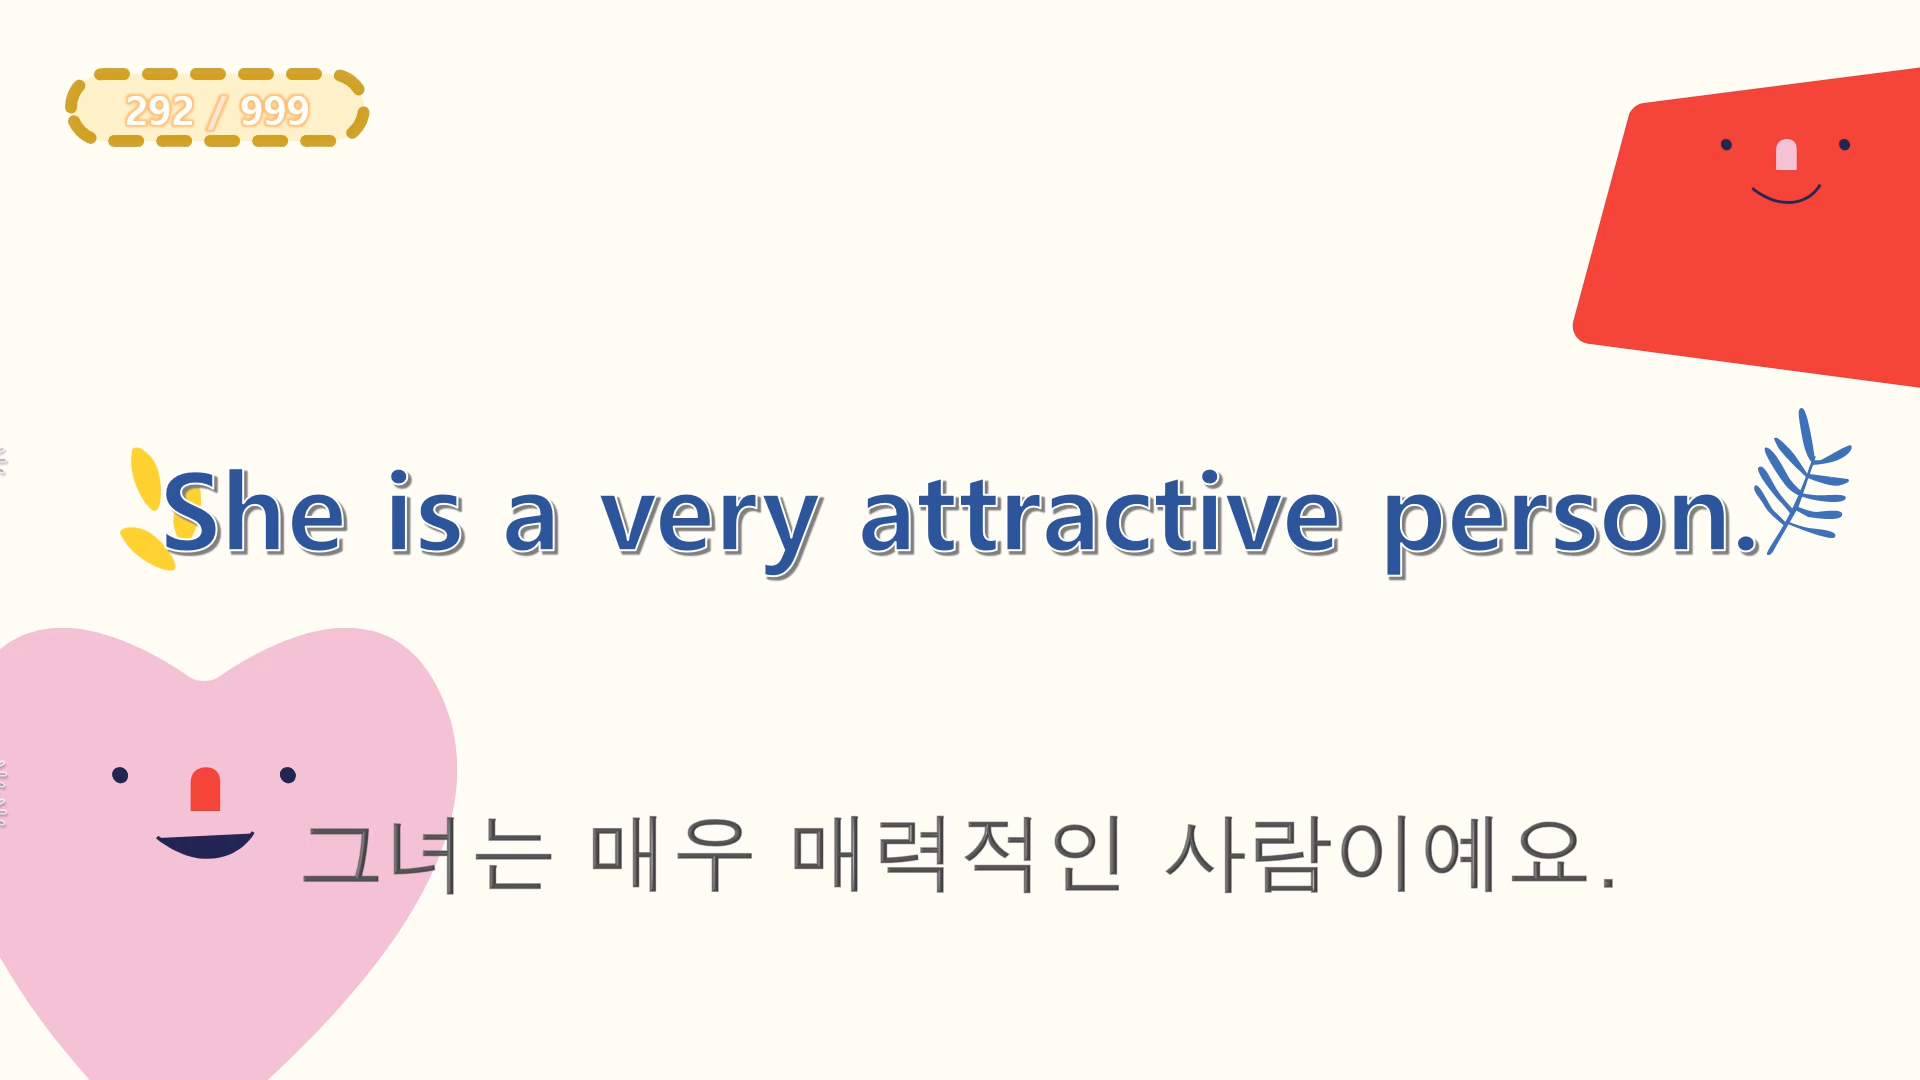 292 / 999
She is a very attractive person.
그녀는 매우 매력적인 사람이예요.